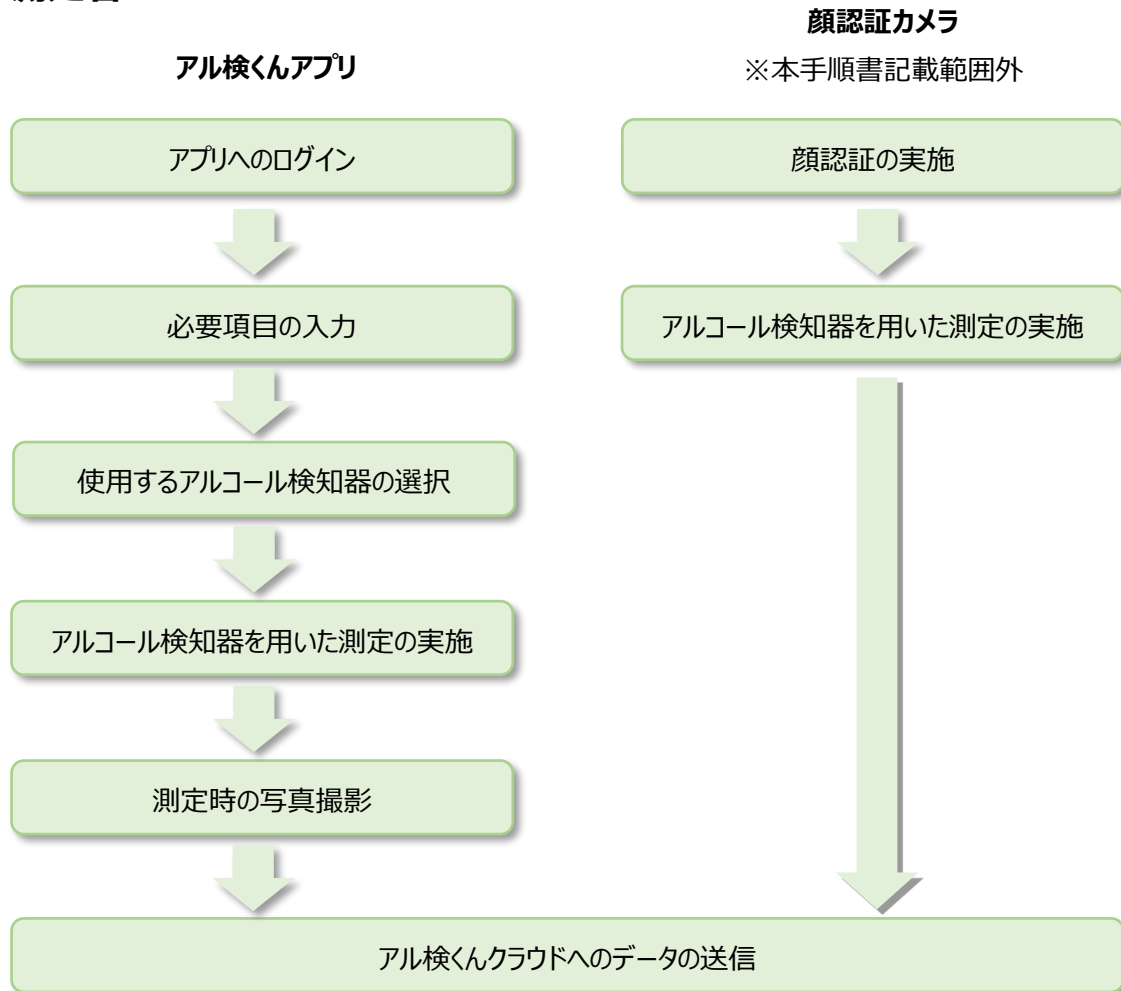 顔認証カメラ
アル検くんアプリ
※本手順書記載範囲外
アプリへのログイン
顔認証の実施
必要項目の入力
アルコール検知器を用いた測定の実施
使用するアルコール検知器の選択
アルコール検知器を用いた測定の実施
測定時の写真撮影
アル検くんクラウドへのデータの送信